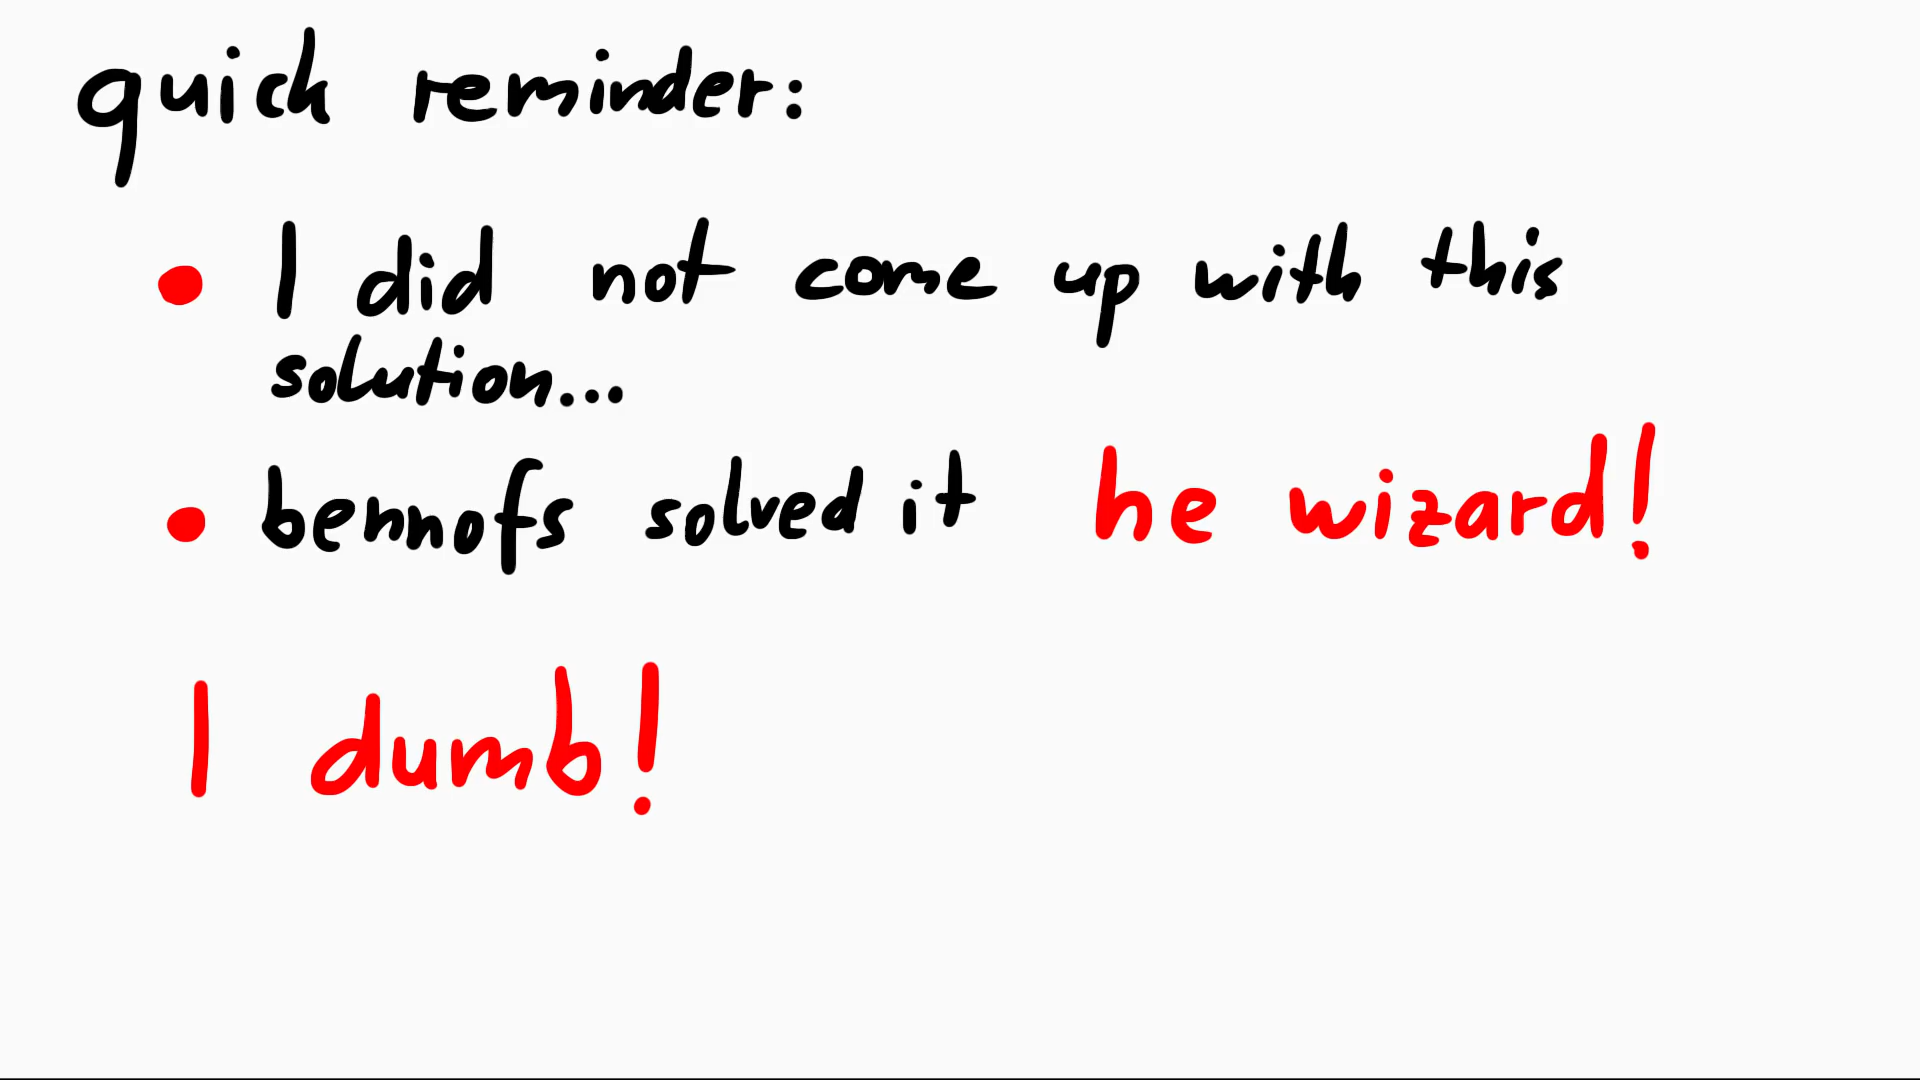 quick reminder:
• I did not come up with this
solution...
• bennofs solved it he wizard!
I dumb!